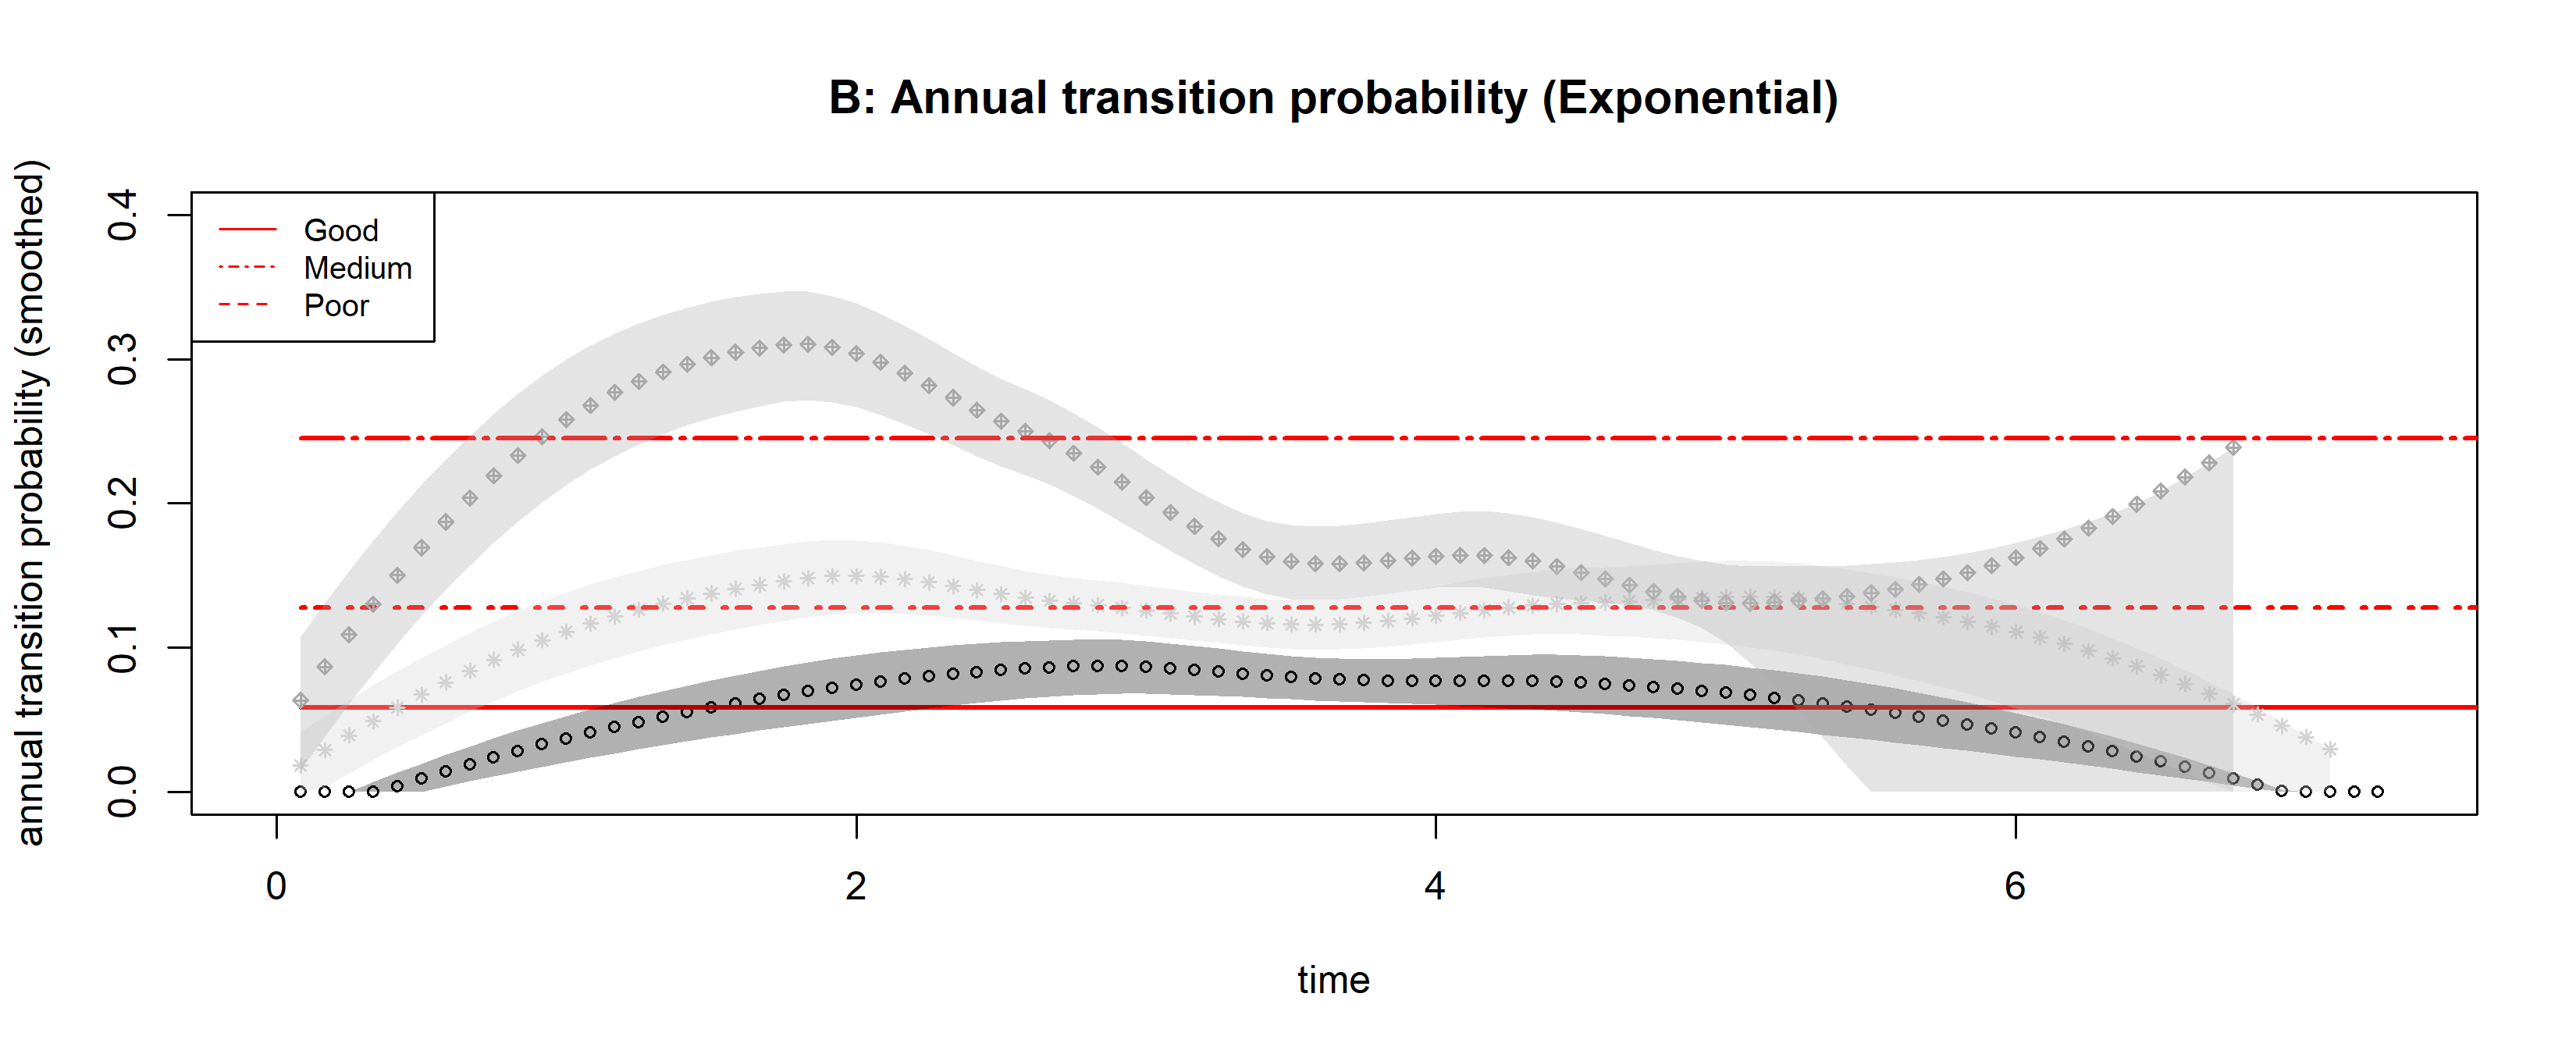 B: Annual transition probability (Exponential)
annual transition probability (smoothed)
0.4
0.3
0.2
0.1
0.0
Good
Medium
Poor
0 2 4 6
time